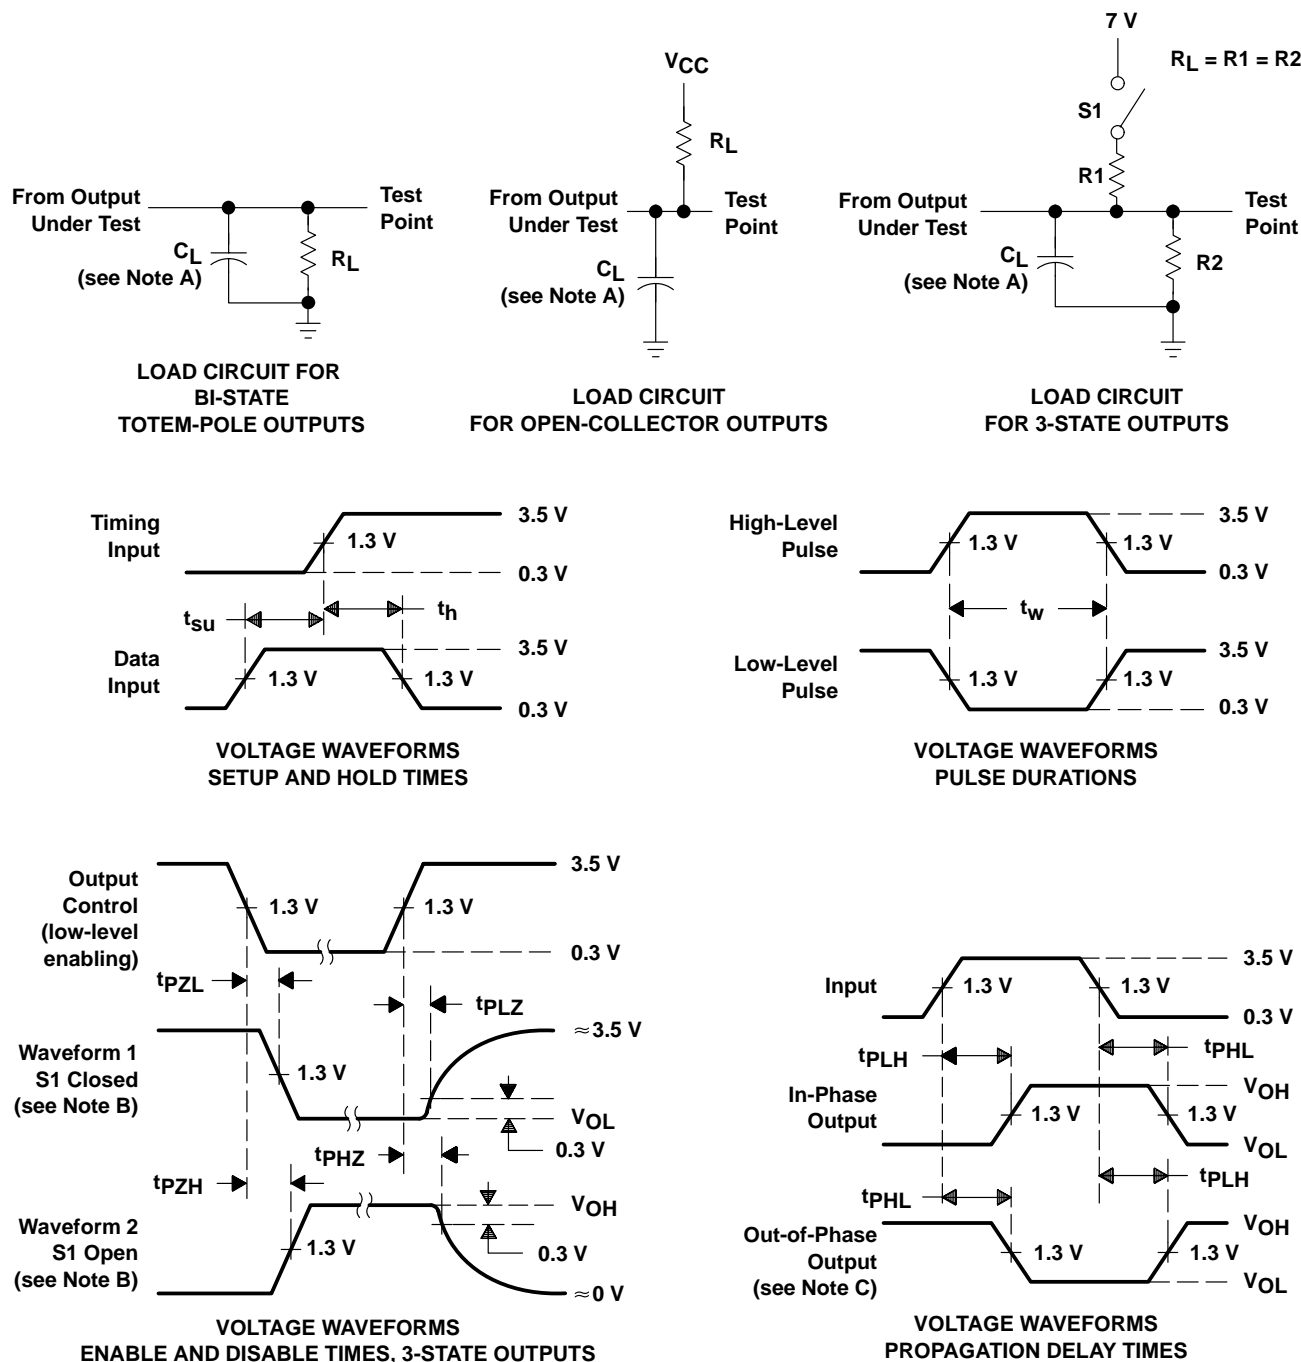 From Output
Under Test
CL
(see Note A)
RL
Test
Point
LOAD CIRCUIT FOR
BI-STATE
TOTEM-POLE OUTPUTS
VCC
RL
From Output
Under Test
Test
Point
CL
(see Note A)
LOAD CIRCUIT
FOR OPEN-COLLECTOR OUTPUTS
7 V
RL = R1 = R2
S1
R1
From Output
Under Test
Test
Point
CL
(see Note A)
R2
LOAD CIRCUIT
FOR 3-STATE OUTPUTS
Timing
Input
1.3 V
3.5 V
0.3 V
tsu
th
Data
Input
1.3 V
1.3 V
3.5 V
0.3 V
VOLTAGE WAVEFORMS
SETUP AND HOLD TIMES
High-Level
Pulse
1.3 V
1.3 V
3.5 V
0.3 V
tw
Low-Level
Pulse
1.3 V
1.3 V
3.5 V
0.3 V
VOLTAGE WAVEFORMS
PULSE DURATIONS
Output
Control
(low-level
enabling)
1.3 V
1.3 V
3.5 V
0.3 V
tPZL
tPLZ
Waveform 1
S1 Closed
(see Note B)
1.3 V
≈3.5 V
VOL
0.3 V
tPHZ
tPZH
Waveform 2
S1 Open
(see Note B)
1.3 V
VOH
0.3 V
≈0 V
VOLTAGE WAVEFORMS
ENABLE AND DISABLE TIMES, 3-STATE OUTPUTS
Input
1.3 V
1.3 V
3.5 V
0.3 V
tPLH
tPHL
In-Phase
Output
1.3 V
1.3 V
VOH
VOL
tPHL
tPLH
Out-of-Phase
Output
(see Note C)
1.3 V
1.3 V
VOH
VOL
VOLTAGE WAVEFORMS
PROPAGATION DELAY TIMES